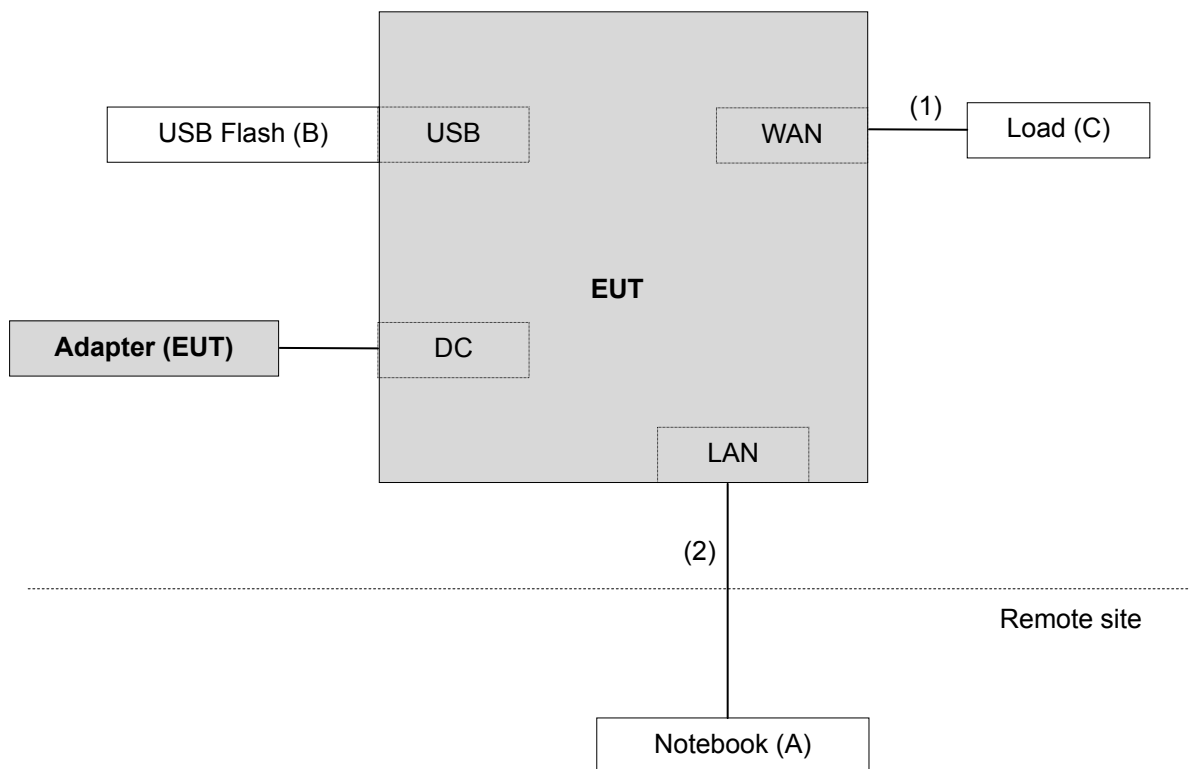 (1)
USB Flash (B)
USB
WAN
Load (C)
EUT
Adapter (EUT)
DC
LAN
(2)
Remote site
Notebook (A)